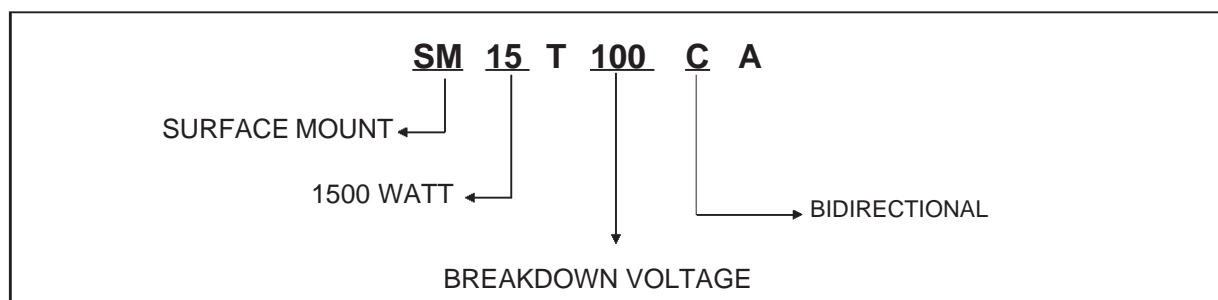 SM 15 T 100 C A
SURFACE MOUNT
1500 WATT
BIDIRECTIONAL
BREAKDOWN VOLTAGE